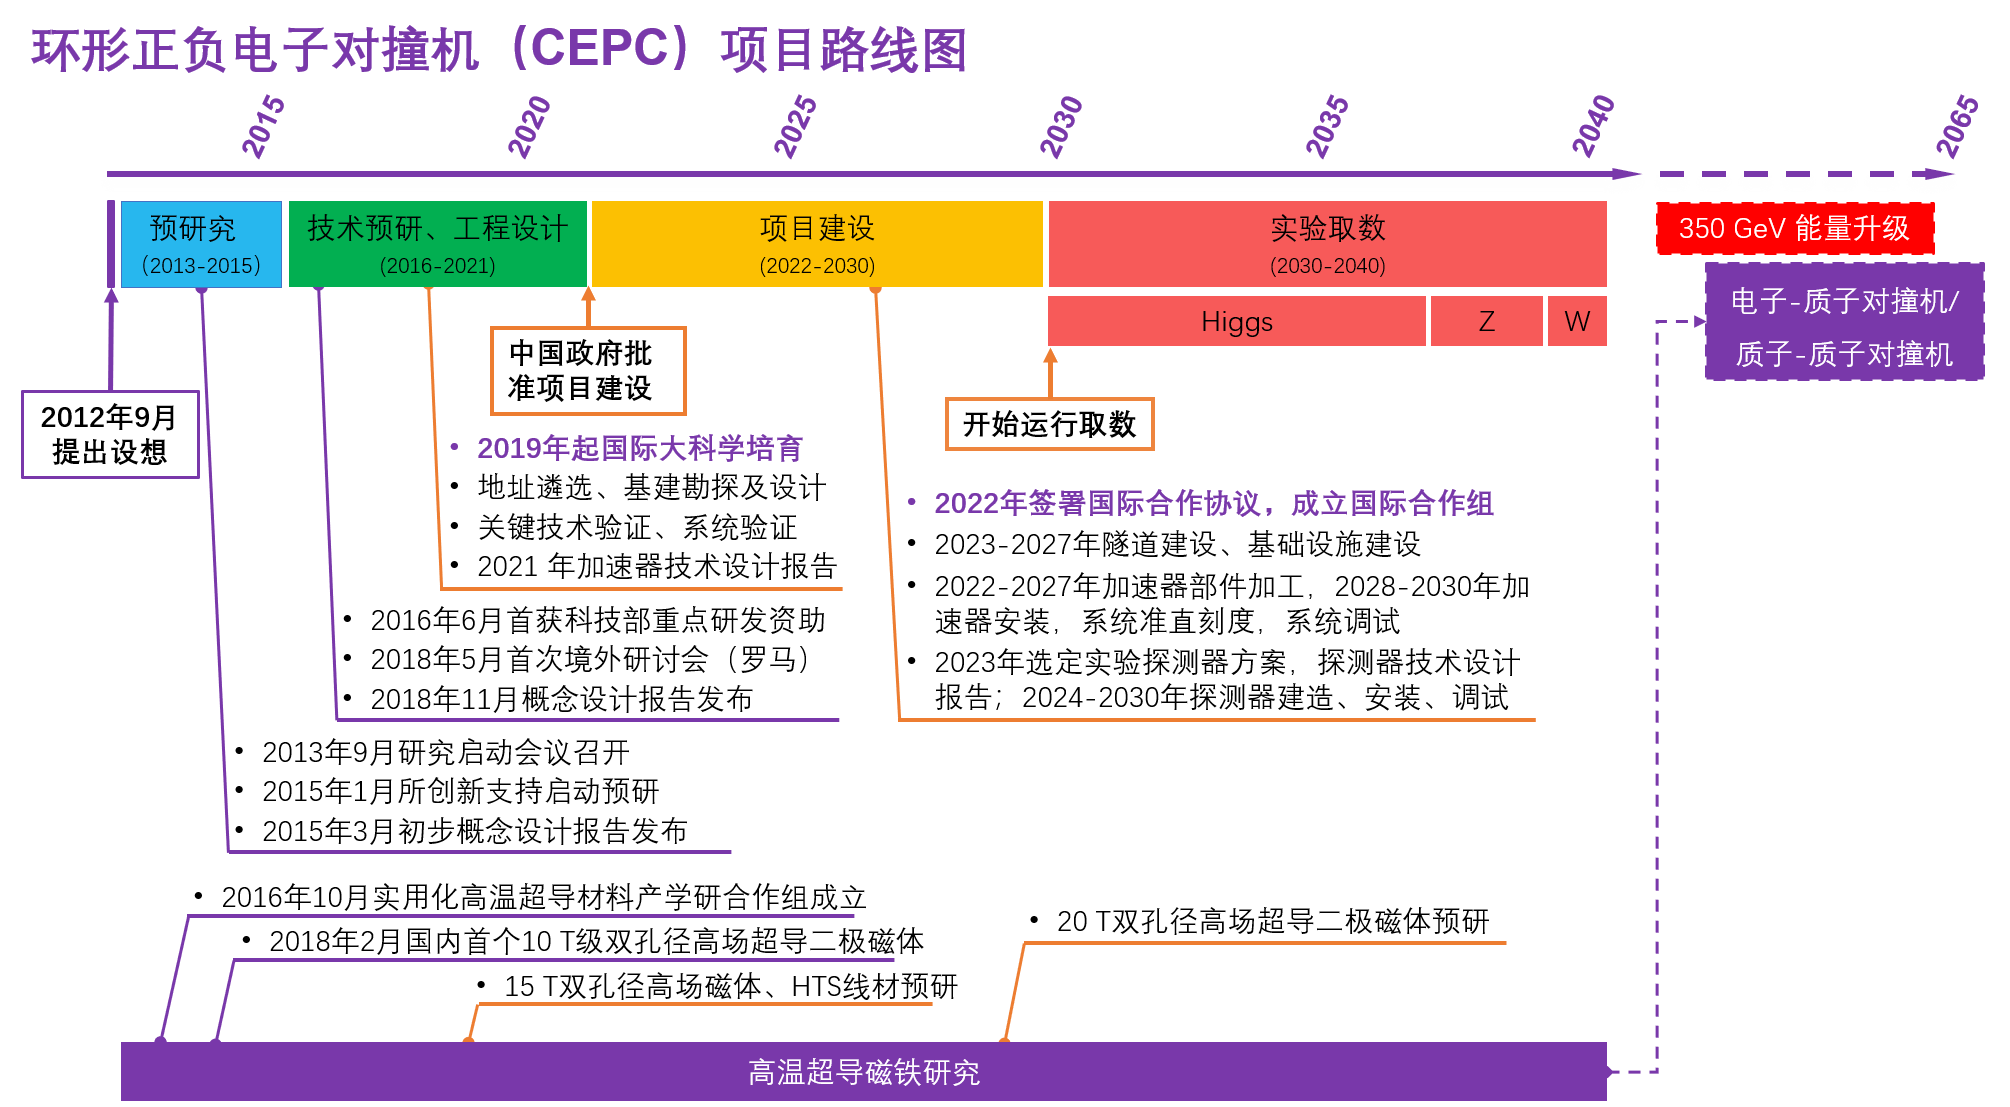 环形正负电子对撞机（CEPC）项目路线图
2015
2020
2025
2030
2035
2040
2065
预研究
（2013-2015）
技术预研、工程设计
(2016-2021)
项目建设
(2022-2030)
实验取数
(2030-2040)
350 GeV 能量升级
Higgs
Z
W
电子-质子对撞机/
质子-质子对撞机
2012年9月
提出设想
中国政府批
准项目建设
开始运行取数
• 2019年起国际大科学培育
• 地址遴选、基建勘探及设计
• 关键技术验证、系统验证
• 2021 年加速器技术设计报告
• 2022年签署国际合作协议，成立国际合作组
• 2023-2027年隧道建设、基础设施建设
• 2022-2027年加速器部件加工，2028-2030年加
速器安装，系统准直刻度，系统调试
• 2023年选定实验探测器方案，探测器技术设计
报告；2024-2030年探测器建造、安装、调试
• 2016年6月首获科技部重点研发资助
• 2018年5月首次境外研讨会（罗马）
• 2018年11月概念设计报告发布
• 2013年9月研究启动会议召开
• 2015年1月所创新支持启动预研
• 2015年3月初步概念设计报告发布
• 2016年10月实用化高温超导材料产学研合作组成立
• 2018年2月国内首个10 T级双孔径高场超导二极磁体
• 15 T双孔径高场磁体、HTS线材预研
• 20 T双孔径高场超导二极磁体预研
高温超导磁铁研究